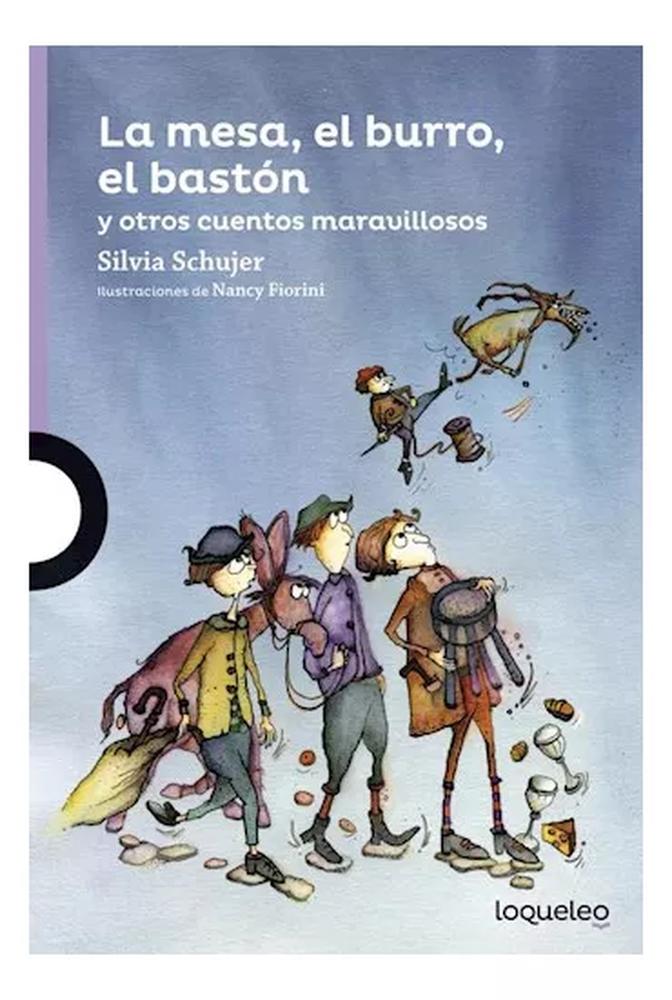 La mesa, el burro,
el bastón
y otros cuentos maravillosos
Silvia Schujer
Ilustraciones de Nancy Fiorini
loqueleo